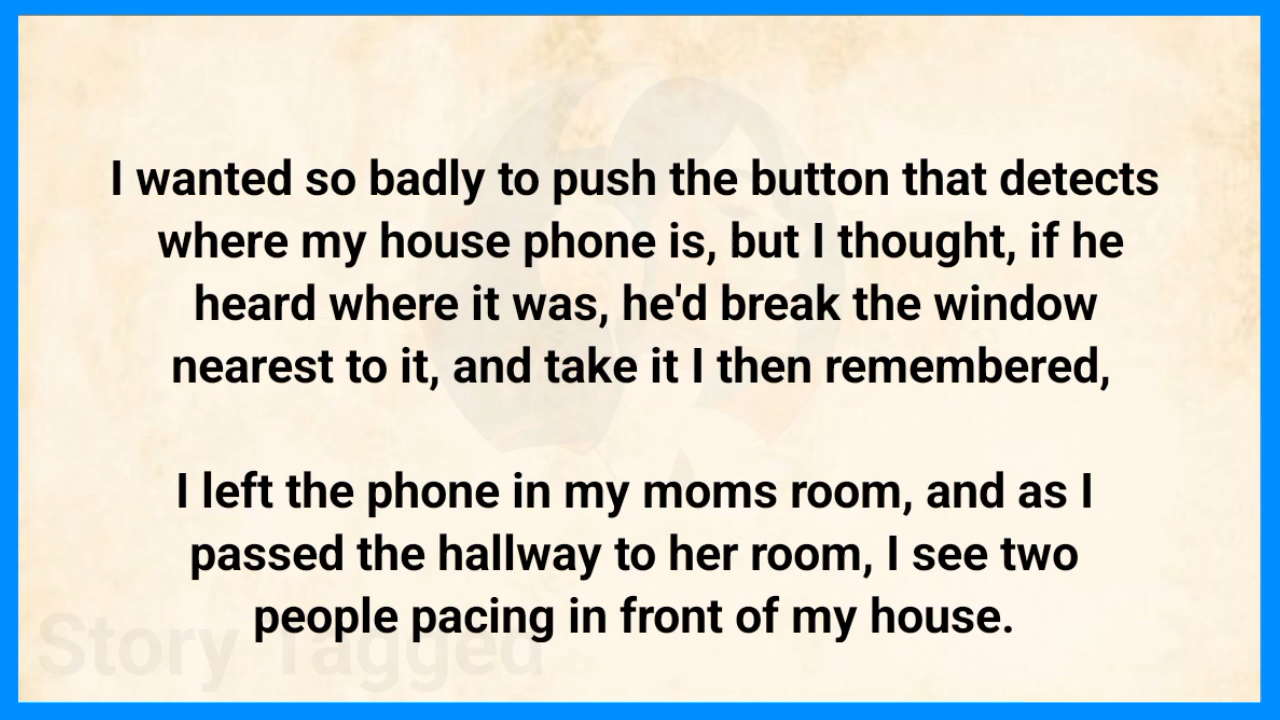 I wanted so badly to push the button that detects
where my house phone is, but I thought, if he
heard where it was, he'd break the window
nearest to it, and take it I then remembered,
I left the phone in my moms room, and as I
passed the hallway to her room, I see two
people pacing in front of my house.
Story Tagged